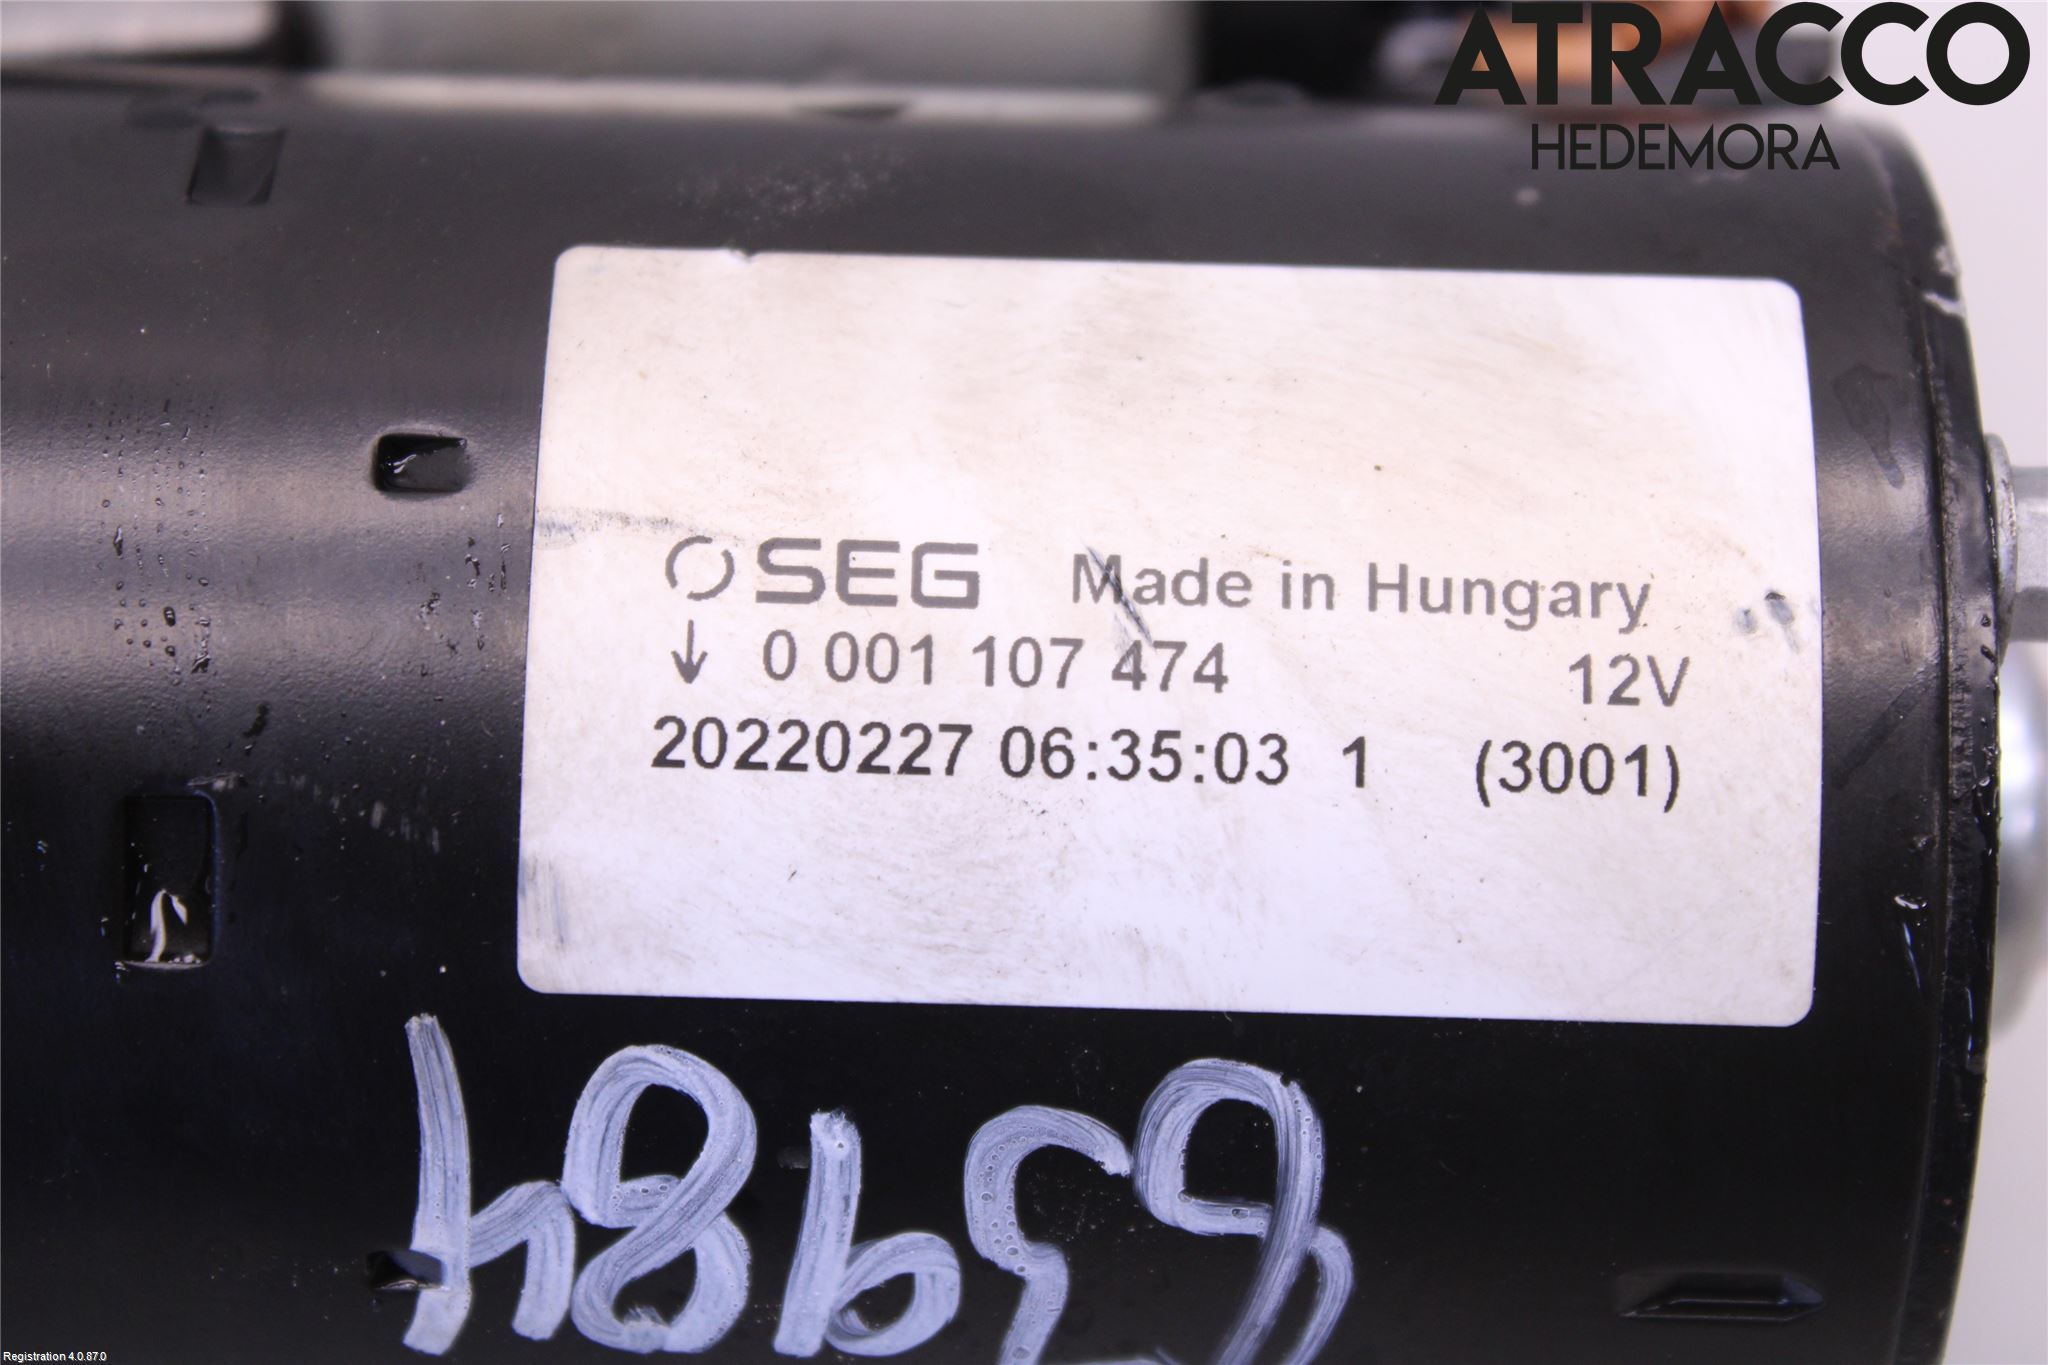 ATRACCO
HEDEMORA
SEG Made in Hungary
↓ 0 001 107 474 12V
20220227 06:35:03 1 (3001)
Registration 4.0.87.0